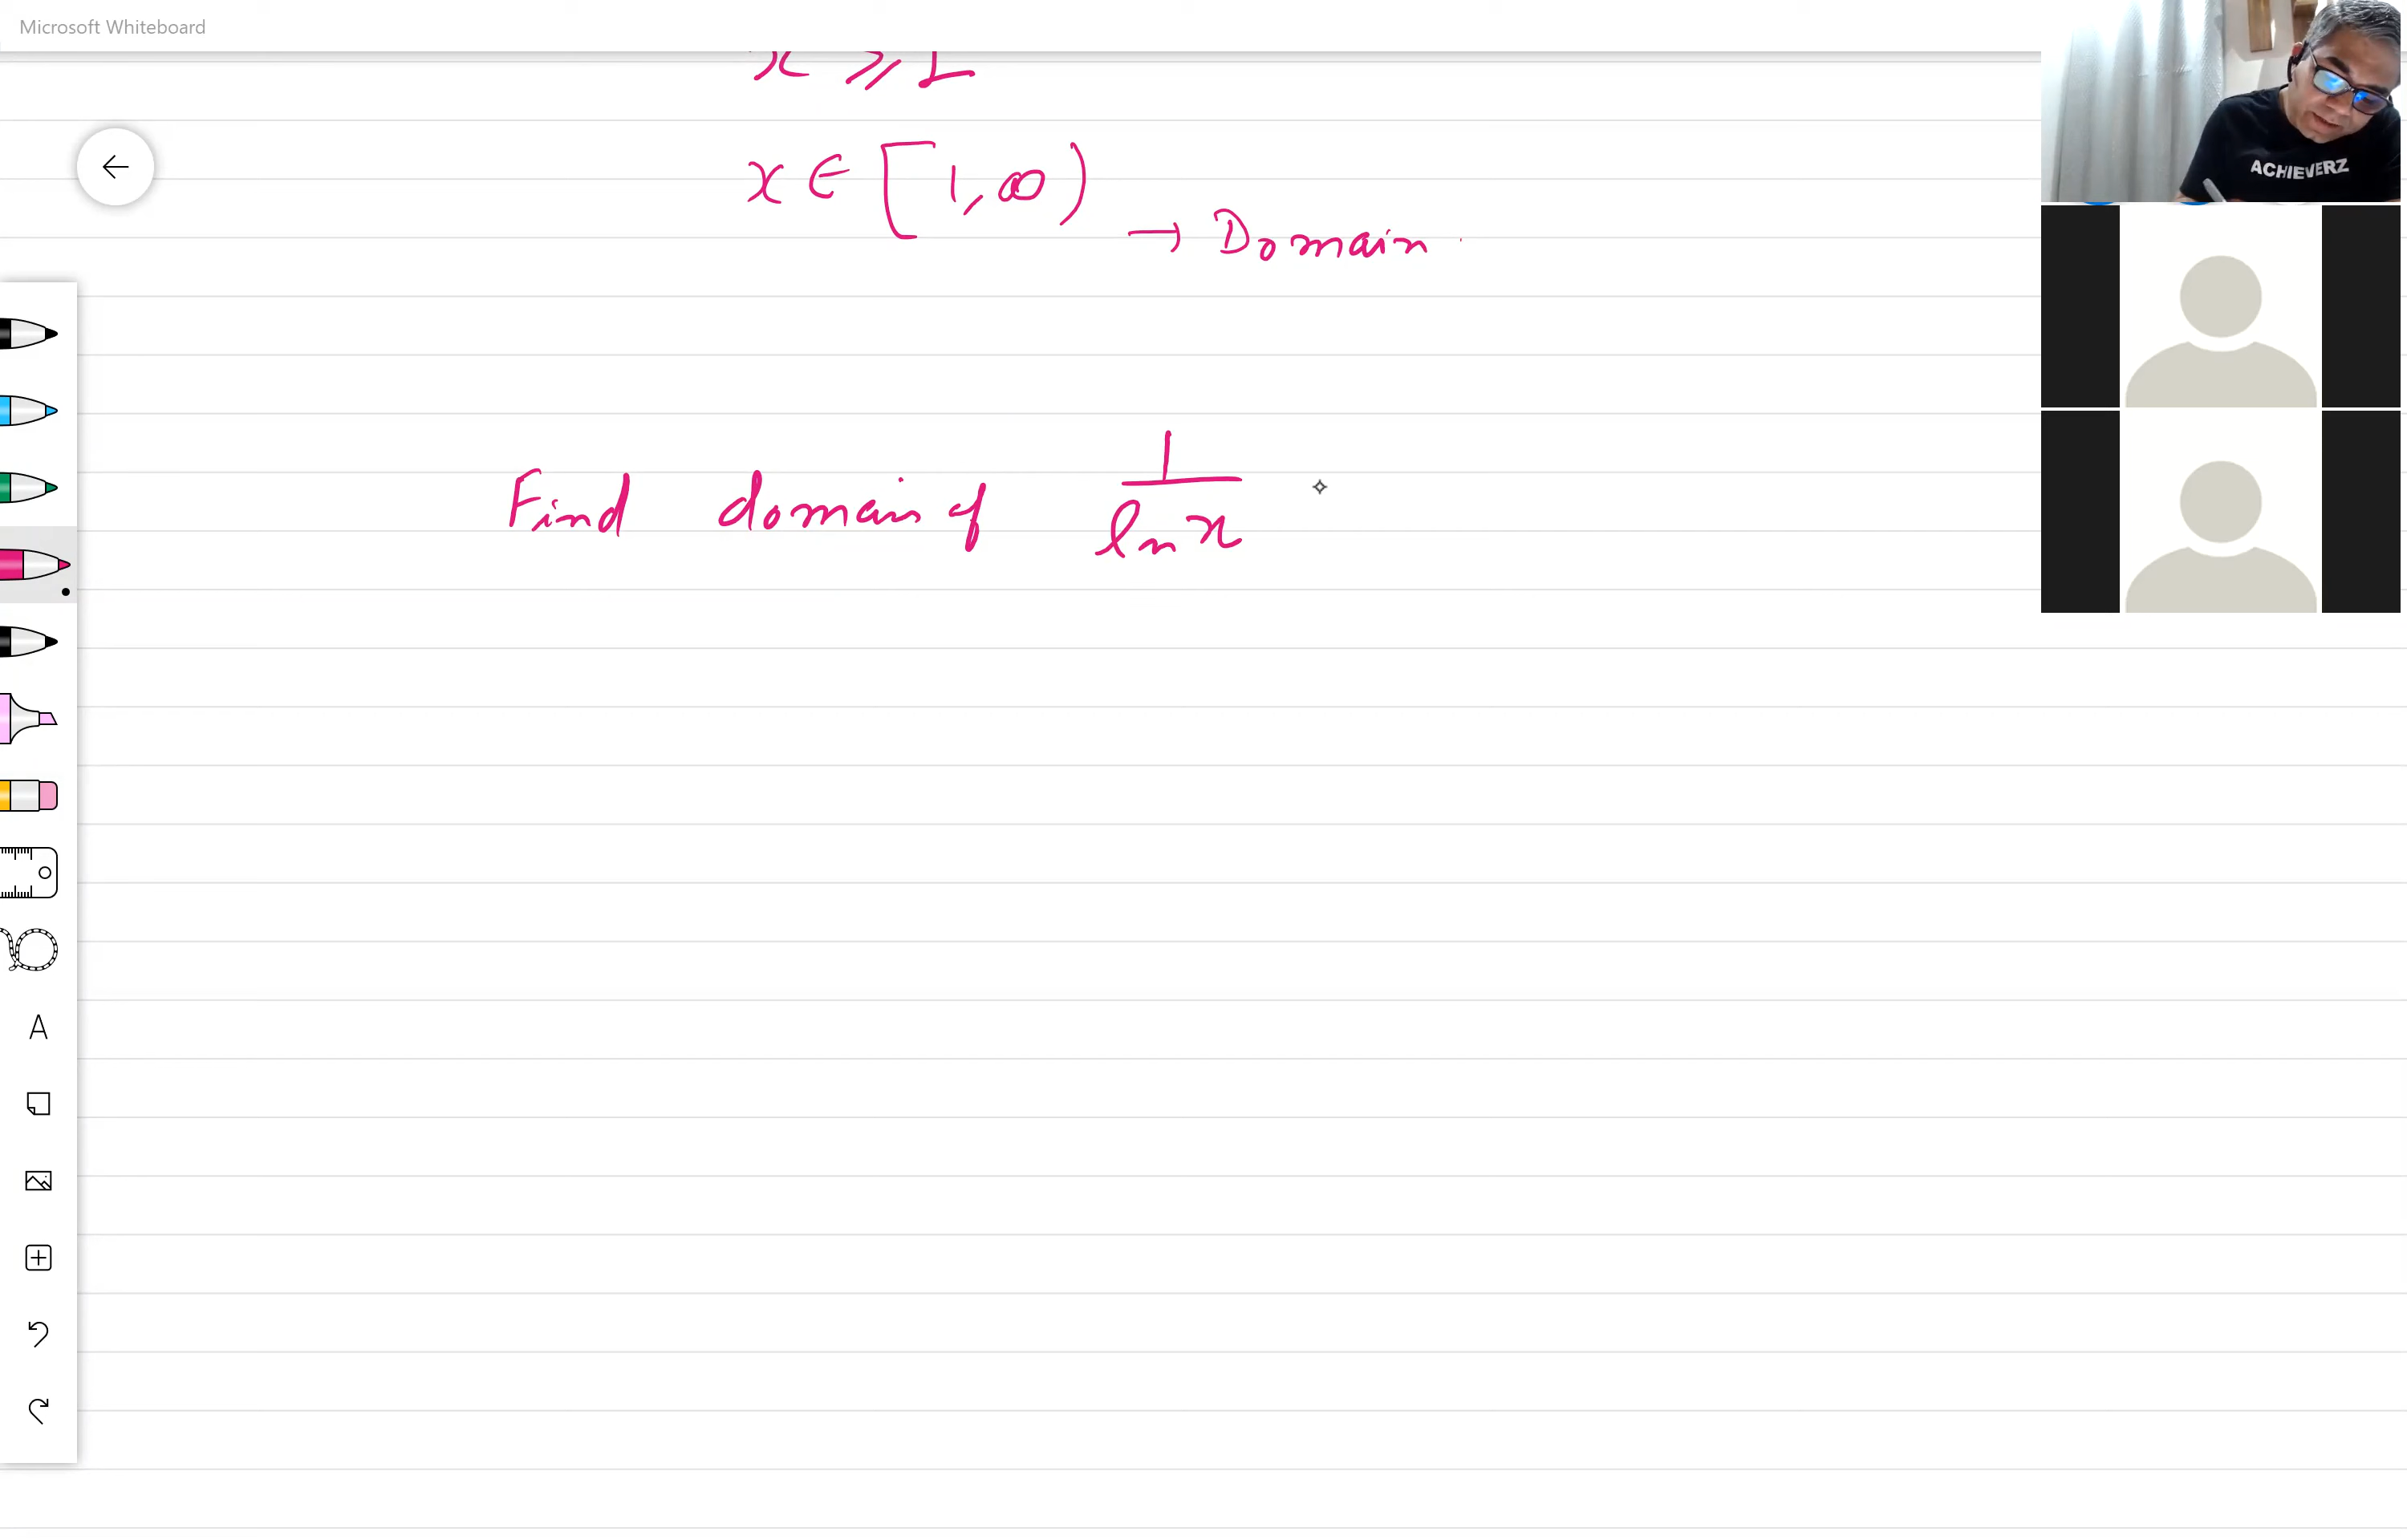 Microsoft Whiteboard
x ⩾ 1
x ∈ [1, ∞)
→ Domain.
Find domain of 1/ln x
ACHIEVERZ
A